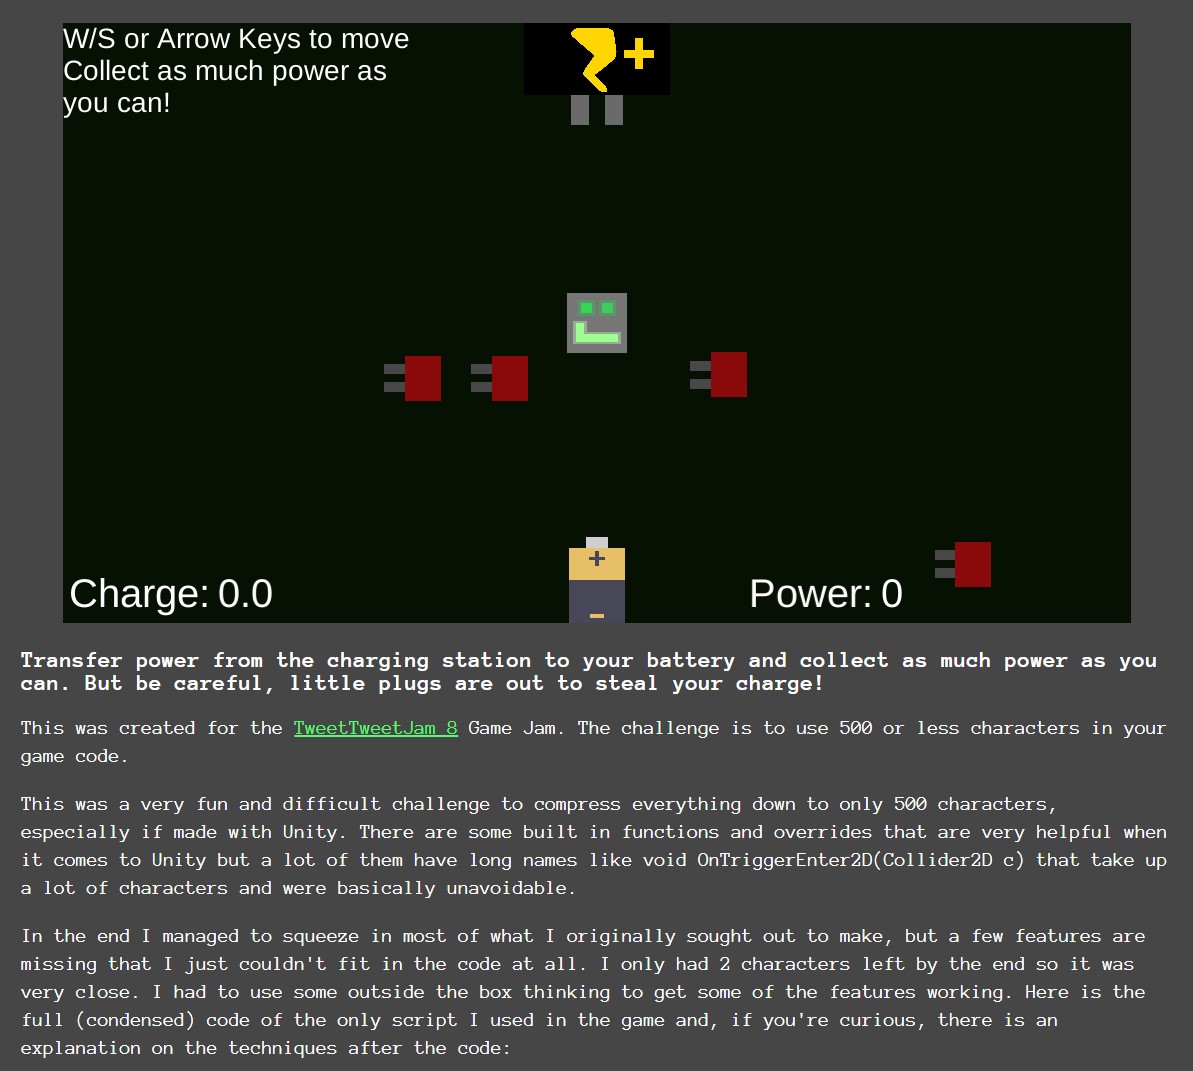 W/S or Arrow Keys to move
Collect as much power as
you can!
+
+
Charge: 0.0
Power: 0
Transfer power from the charging station to your battery and collect as much power as you
can. But be careful, little plugs are out to steal your charge!
This was created for the TweetTweetJam 8 Game Jam. The challenge is to use 500 or less characters in your
game code.
This was a very fun and difficult challenge to compress everything down to only 500 characters,
especially if made with Unity. There are some built in functions and overrides that are very helpful when
it comes to Unity but a lot of them have long names like void OnTriggerEnter2D(Collider2D c) that take up
a lot of characters and were basically unavoidable.
In the end I managed to squeeze in most of what I originally sought out to make, but a few features are
missing that I just couldn't fit in the code at all. I only had 2 characters left by the end so it was
very close. I had to use some outside the box thinking to get some of the features working. Here is the
full (condensed) code of the only script I used in the game and, if you're curious, there is an
explanation on the techniques after the code: